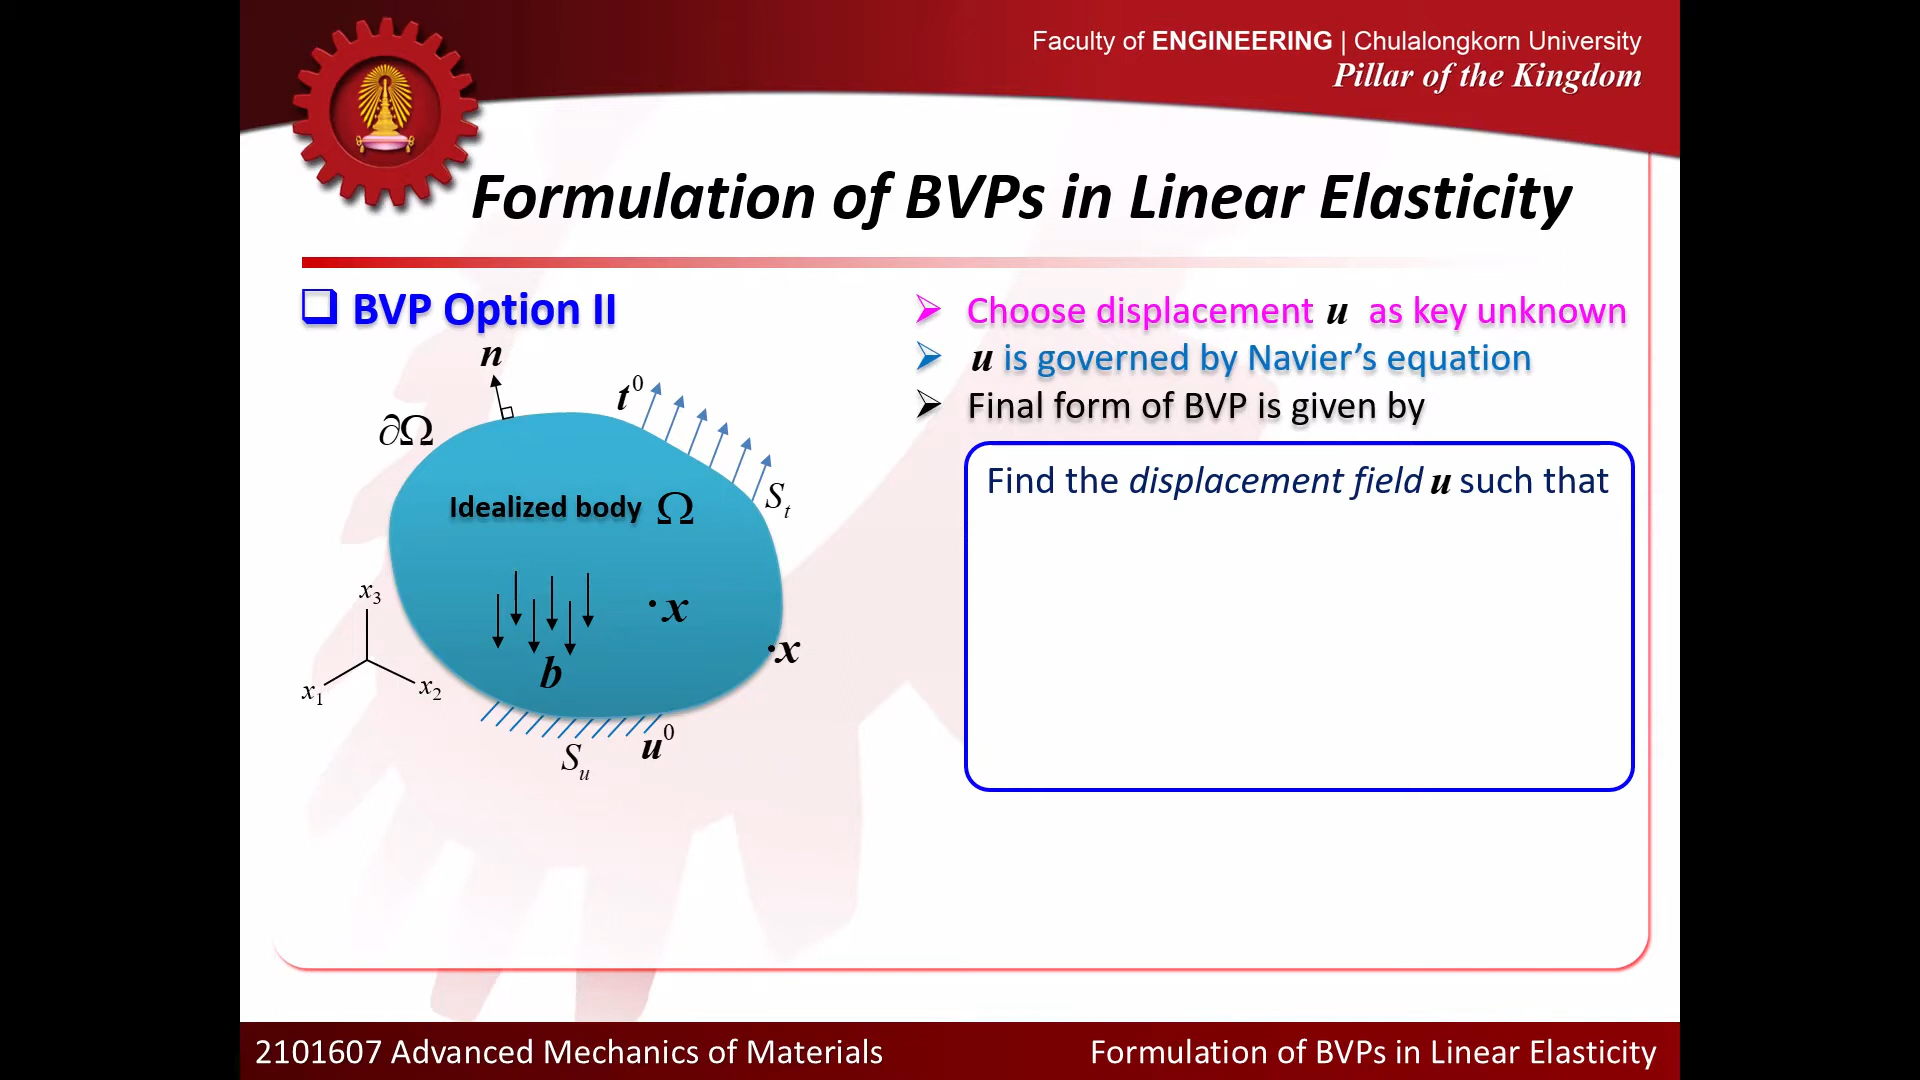 Faculty of ENGINEERING | Chulalongkorn University
Pillar of the Kingdom
Formulation of BVPs in Linear Elasticity
❑ BVP Option II
n
t⁰
∂Ω
Sₜ
Idealized body Ω
x
x₃
x
b
x₁
x₂
u⁰
Sᵤ
➢ Choose displacement u as key unknown
➢ u is governed by Navier’s equation
➢ Final form of BVP is given by
Find the displacement field u such that
2101607 Advanced Mechanics of Materials
Formulation of BVPs in Linear Elasticity